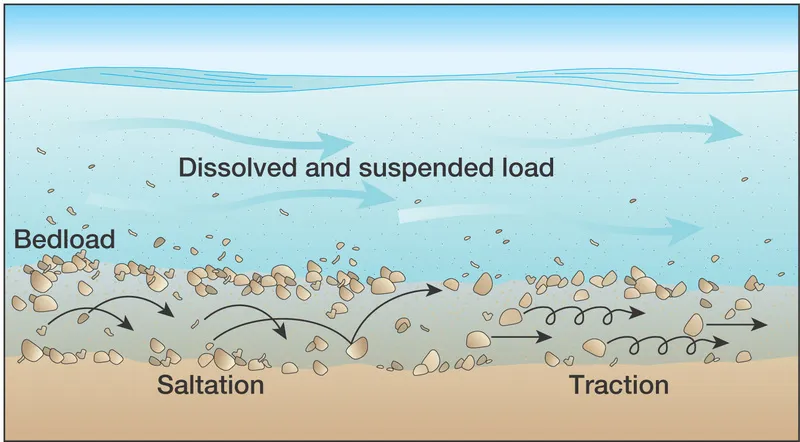 Dissolved and suspended load
Bedload
Saltation
Traction